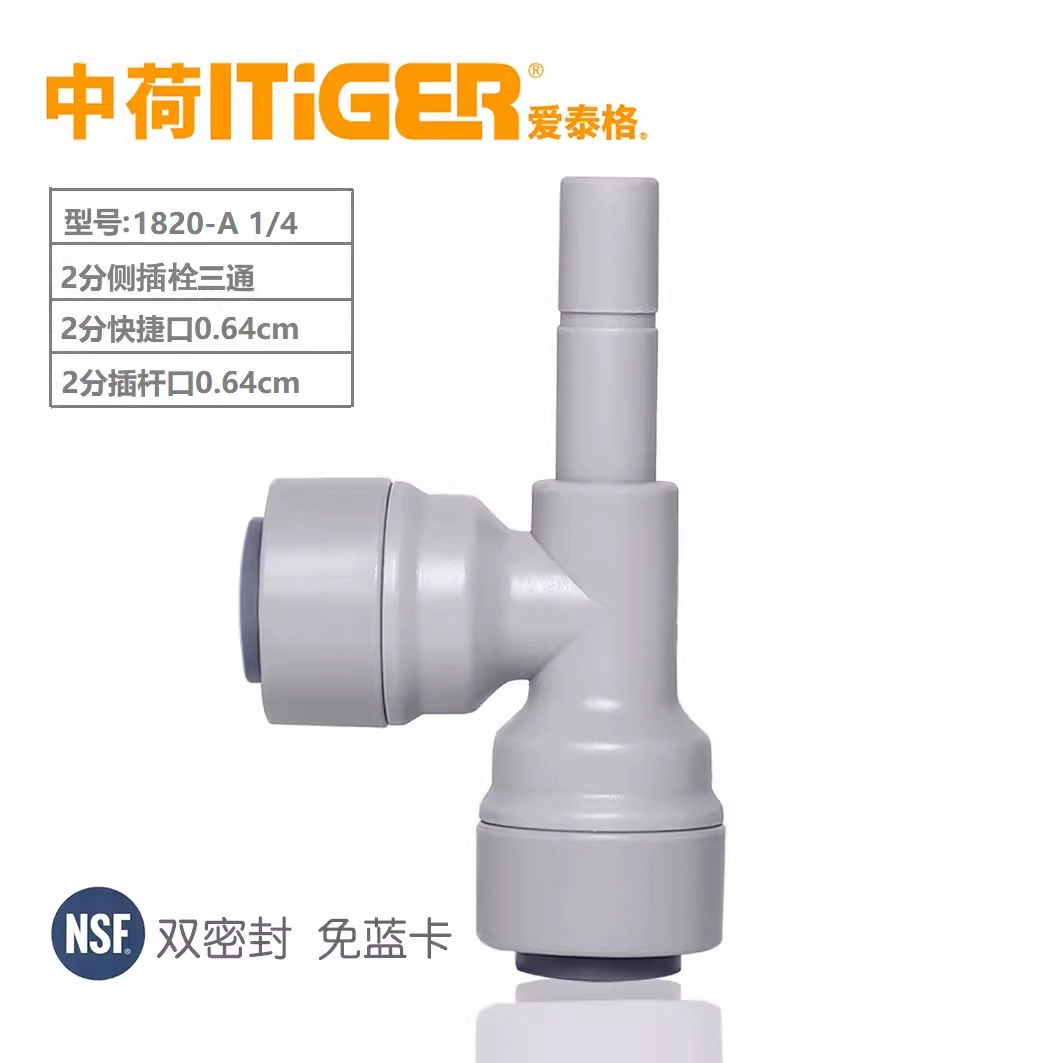 中荷ITiGER®
爱泰格®
型号:1820-A 1/4
2分侧插栓三通
2分快捷口0.64cm
2分插杆口0.64cm
NSF® 双密封 免蓝卡